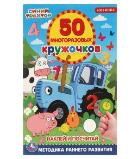 СИНИЙ ТРАКТОР
50
МНОГОРАЗОВЫХ
кружочков
НАКЛЕЙ И ПОСЧИТАЙ
МЕТОДИКА РАННЕГО РАЗВИТИЯ